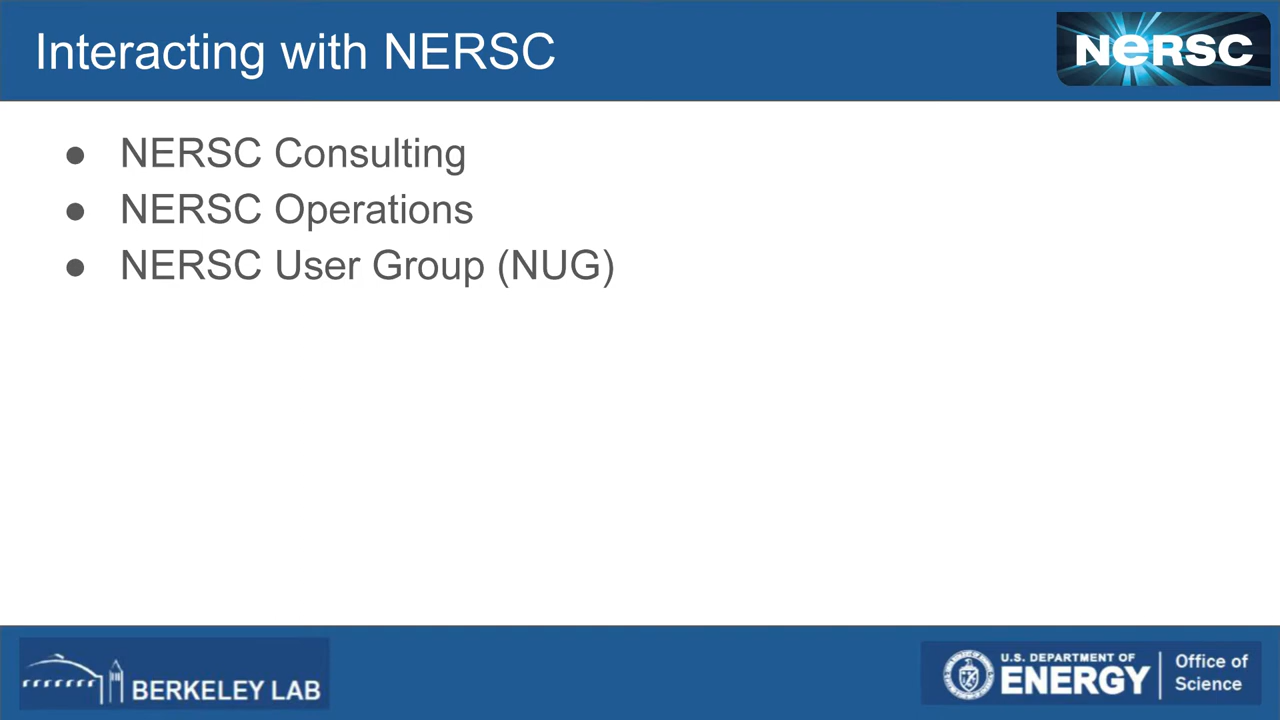 Interacting with NERSC
NERSC
● NERSC Consulting
● NERSC Operations
● NERSC User Group (NUG)
BERKELEY LAB
U.S. DEPARTMENT OF
ENERGY
Office of
Science